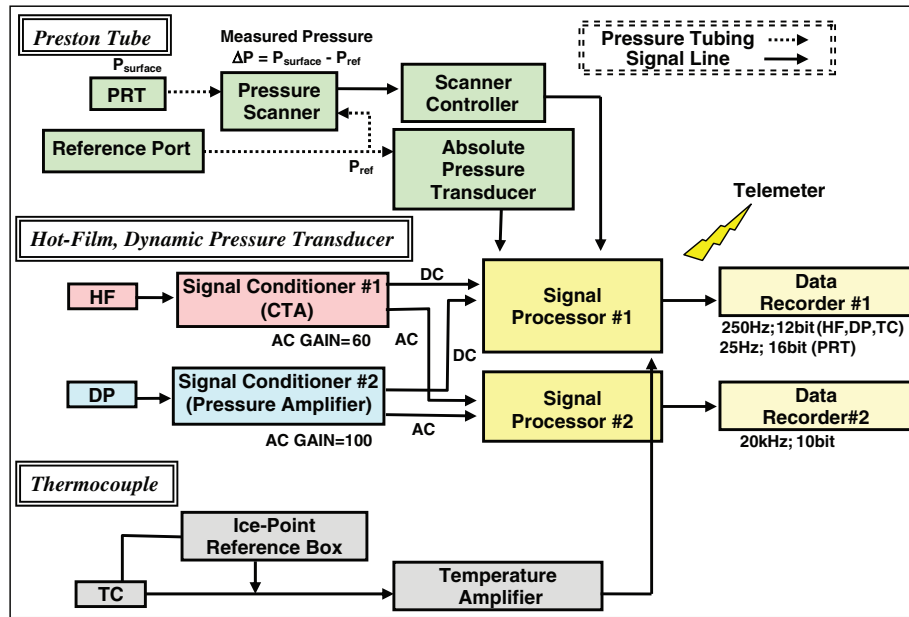 Preston Tube
Measured Pressure
ΔP = Psurface - Pref
Pressure Tubing
Signal Line
Psurface
PRT
Pressure
Scanner
Scanner
Controller
Reference Port
Pref
Absolute
Pressure
Transducer
Telemeter
Hot-Film, Dynamic Pressure Transducer
HF
Signal Conditioner #1
(CTA)
DC
AC GAIN=60
AC
DC
Signal
Processor #1
Data
Recorder #1
250Hz; 12bit (HF,DP,TC)
25Hz; 16bit (PRT)
DP
Signal Conditioner #2
(Pressure Amplifier)
AC GAIN=100
AC
Signal
Processor #2
Data
Recorder#2
20kHz; 10bit
Thermocouple
Ice-Point
Reference Box
TC
Temperature
Amplifier